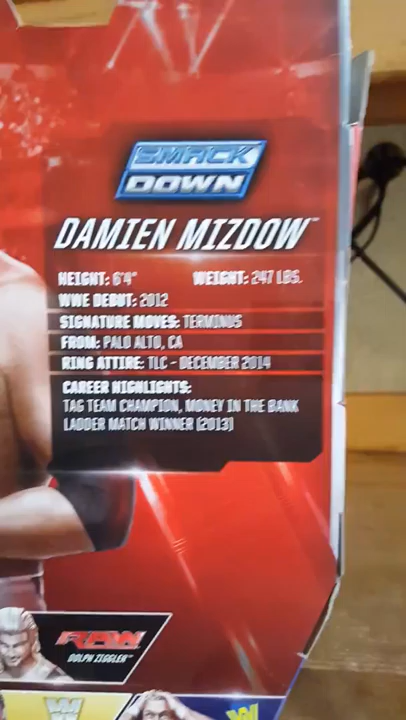 SMACK
DOWN
DAMIEN MIZDOW™
HEIGHT: 6'4" WEIGHT: 247 LBS.
WWE DEBUT: 2012
SIGNATURE MOVES: TERMINUS
FROM: PALO ALTO, CA
RING ATTIRE: TLC - DECEMBER 2014
CAREER HIGHLIGHTS:
TAG TEAM CHAMPION, MONEY IN THE BANK
LADDER MATCH WINNER (2013)
RAW
DOLPH ZIGGLER™
W
W